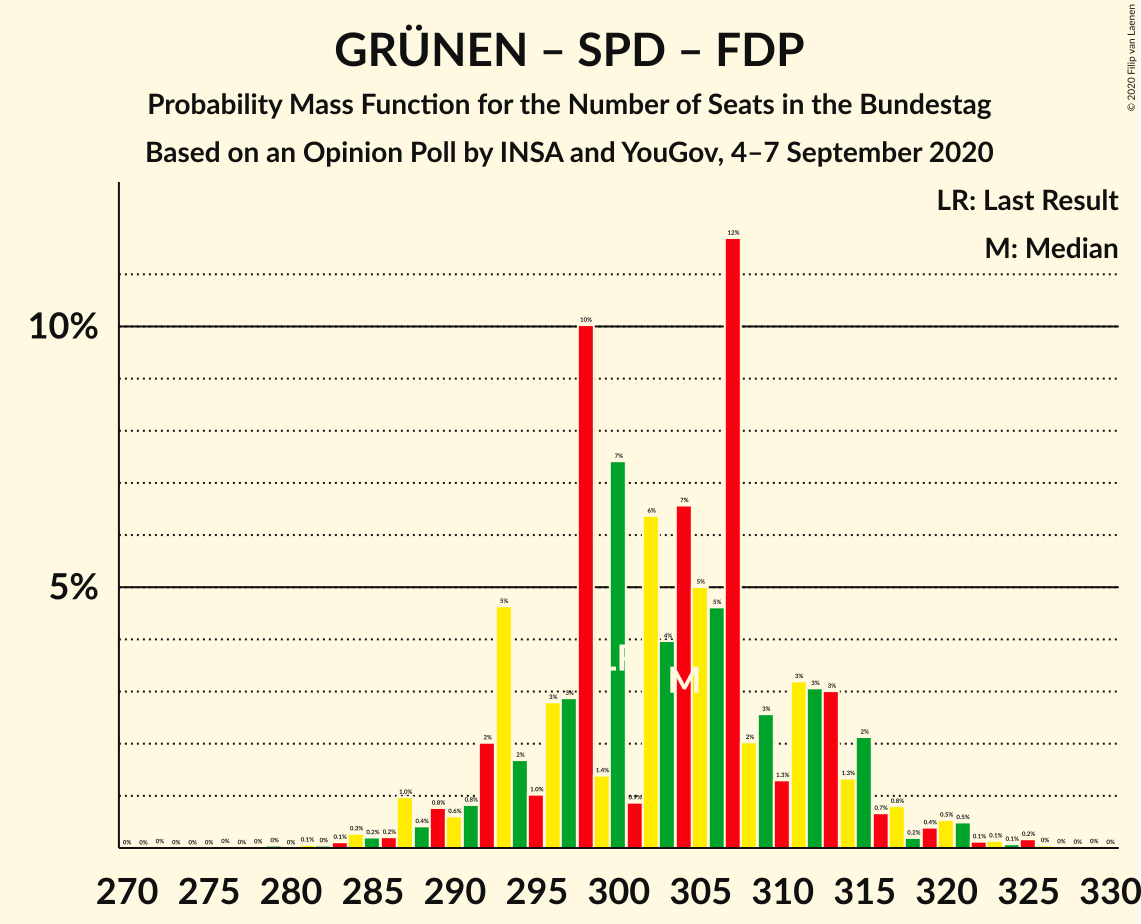 GRÜNEN – SPD – FDP
Probability Mass Function for the Number of Seats in the Bundestag
Based on an Opinion Poll by INSA and YouGov, 4–7 September 2020
© 2020 Filip van Laenen
LR: Last Result
M: Median
10%
5%
0% 0% 0% 0% 0% 0% 0% 0% 0% 0% 0% 0.1% 0% 0.1% 0.3% 0.2% 0.2% 1.0% 0.4% 0.8% 0.6% 0.8% 2% 5% 2% 1.0% 3% 3% 10% 1.4% 7% 0.9% 6% 4% 7% 5% 5% 12% 2% 3% 1.3% 3% 3% 3% 1.3% 2% 0.7% 0.8% 0.2% 0.4% 0.5% 0.5% 0.1% 0.1% 0.1% 0.2% 0% 0% 0% 0% 0%
LR
M
270 275 280 285 290 295 300 305 310 315 320 325 330